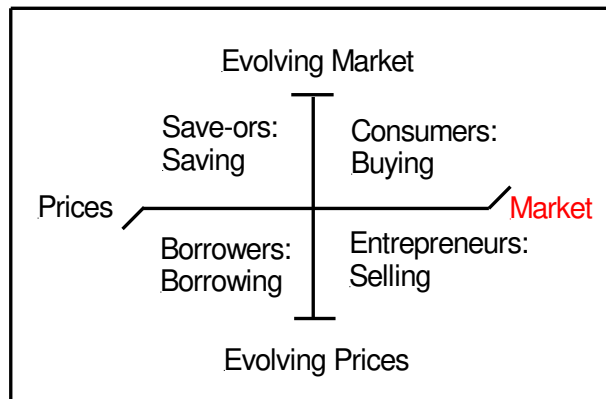 Evolving Market
Save-ors:
Saving
Consumers:
Buying
Prices
Market
Borrowers:
Borrowing
Entrepreneurs:
Selling
Evolving Prices